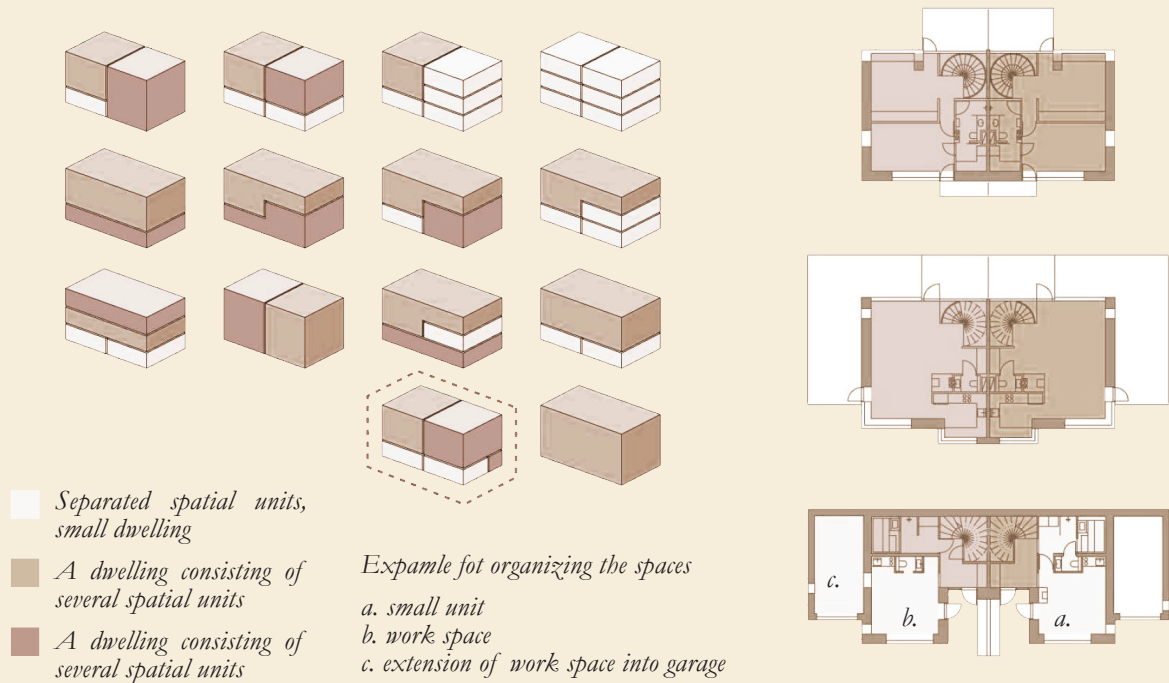 Separated spatial units,
small dwelling
A dwelling consisting of
several spatial units
A dwelling consisting of
several spatial units
Expamle fot organizing the spaces
a. small unit
b. work space
c. extension of work space into garage
c.
b.
a.